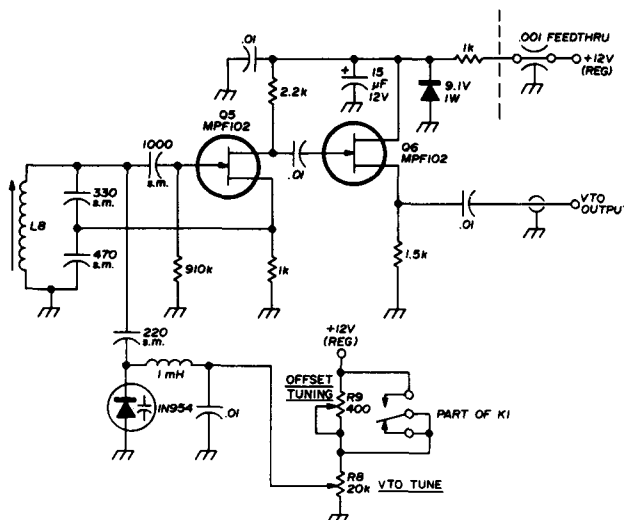 .001 FEEDTHRU
+12V
(REG)
1k
.01
15
µF
12V
9.1V
1W
2.2k
Q5
MPF102
Q6
MPF102
1000
s.m.
.01
330
s.m.
L8
470
s.m.
910k
1k
1.5k
.01
VTO
OUTPUT
220
s.m.
1 mH
1N954
.01
+12V
(REG)
OFFSET
TUNING
R9
400
PART OF K1
R8
20k
VTO TUNE